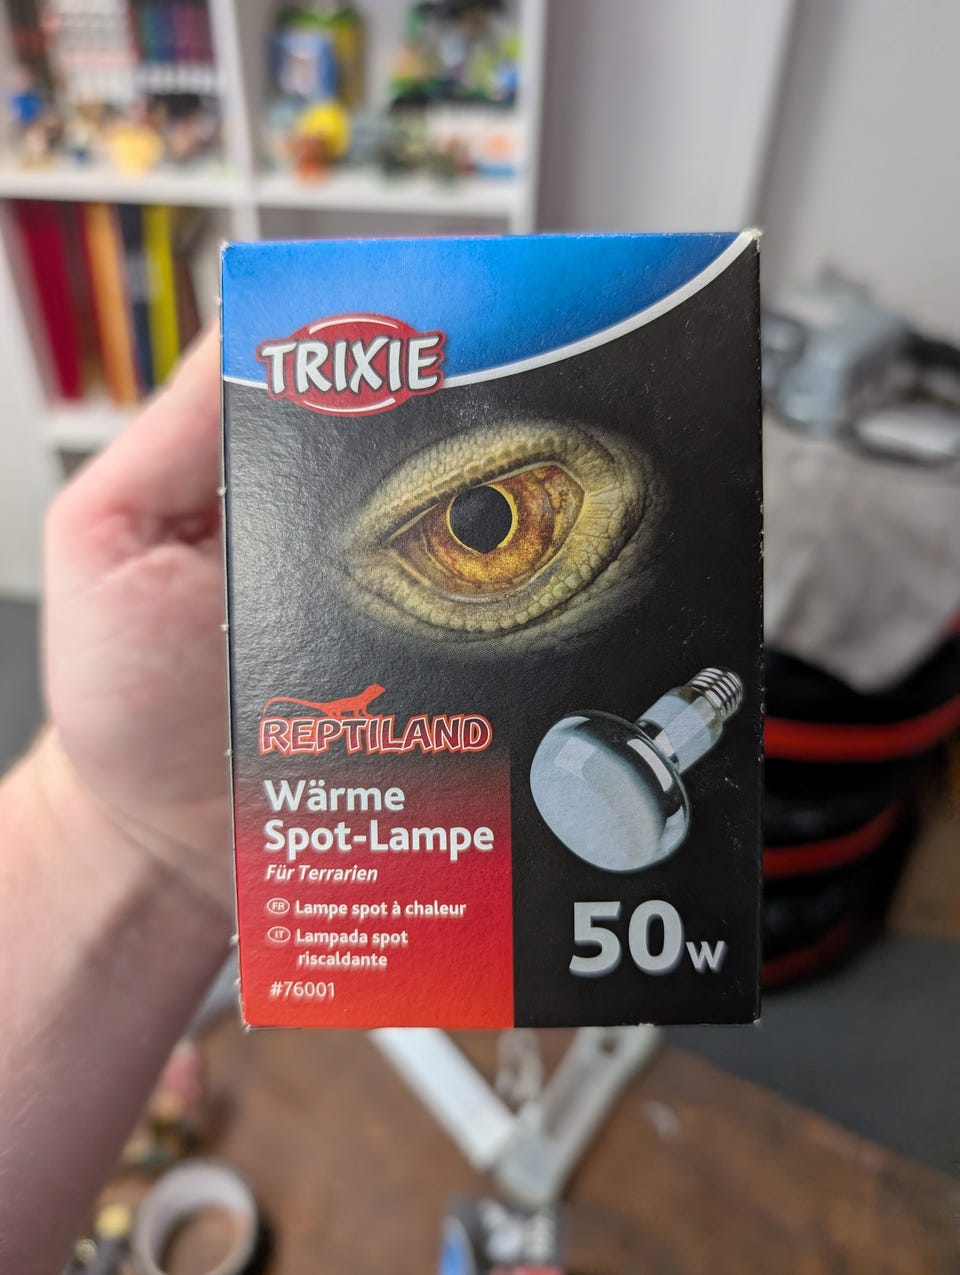 TRIXIE
REPTILAND
Wärme
Spot-Lampe
Für Terrarien
FR Lampe spot à chaleur
IT Lampada spot
riscaldante
#76001
50w